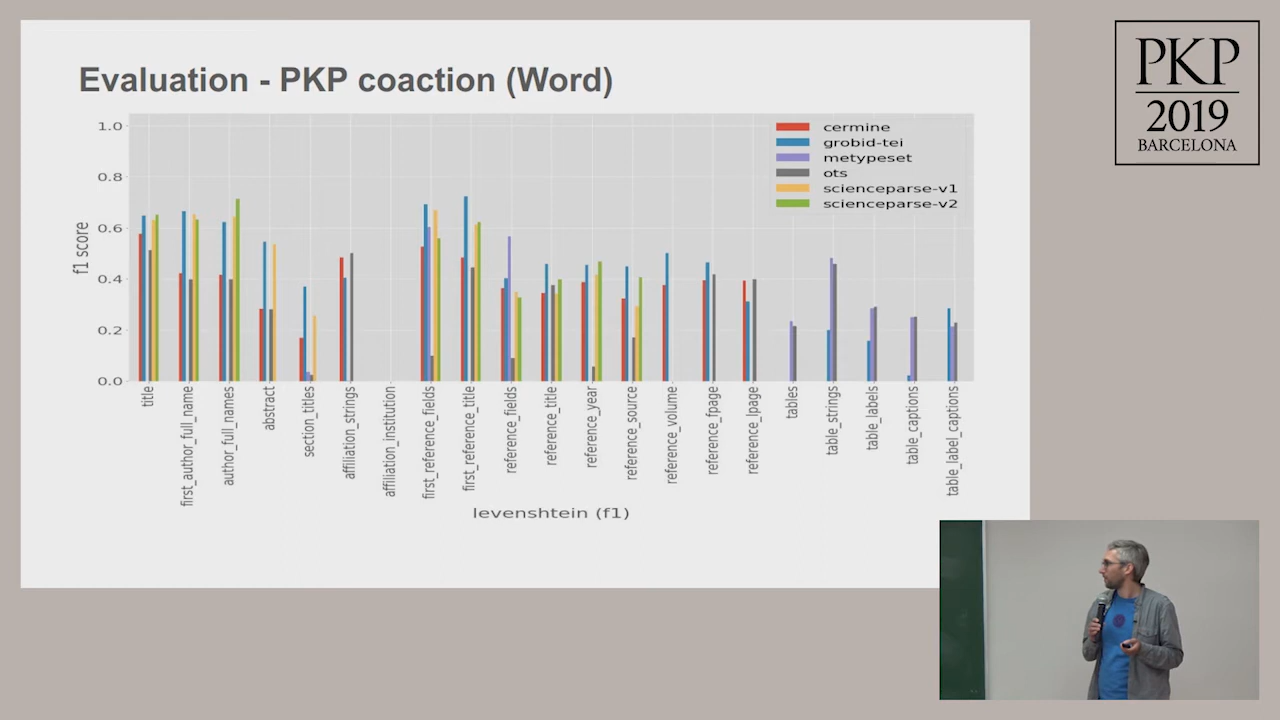 Evaluation - PKP coaction (Word)
PKP
2019
BARCELONA
1.0
0.8
0.6
0.4
0.2
0.0
f1 score
cermine
grobid-tei
metypeset
ots
scienceparse-v1
scienceparse-v2
title
first_author_full_name
author_full_names
abstract
section_titles
affiliation_strings
affiliation_institution
first_reference_fields
first_reference_title
reference_fields
reference_title
reference_year
reference_source
reference_volume
reference_fpage
reference_lpage
tables
table_strings
table_labels
table_captions
table_label_captions
levenshtein (f1)